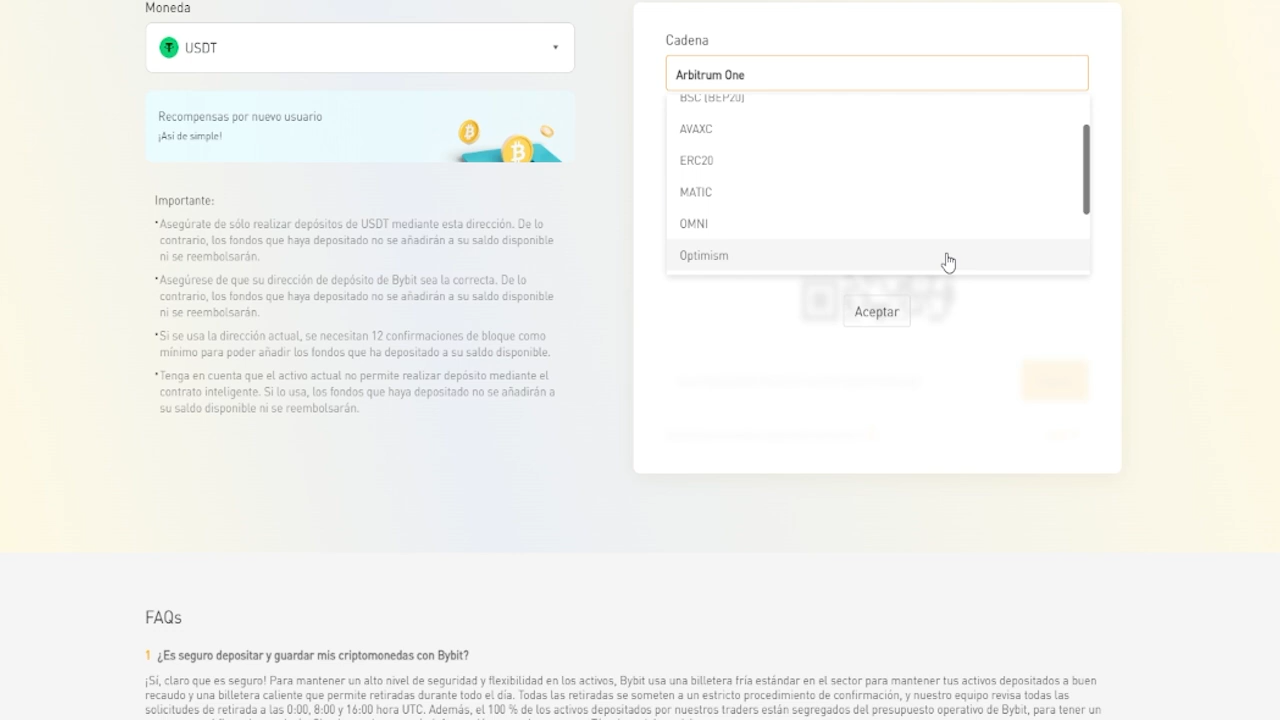 Moneda
USDT
Recompensas por nuevo usuario
¡Así de simple!
Importante:
•Asegúrate de sólo realizar depósitos de USDT mediante esta dirección. De lo
contrario, los fondos que haya depositado no se añadirán a su saldo disponible
ni se reembolsarán.
•Asegúrese de que su dirección de depósito de Bybit sea la correcta. De lo
contrario, los fondos que haya depositado no se añadirán a su saldo disponible
ni se reembolsarán.
•Si se usa la dirección actual, se necesitan 12 confirmaciones de bloque como
mínimo para poder añadir los fondos que ha depositado a su saldo disponible.
•Tenga en cuenta que el activo actual no permite realizar depósito mediante el
contrato inteligente. Si lo usa, los fondos que haya depositado no se añadirán a
su saldo disponible ni se reembolsarán.
Cadena
Arbitrum One
BSC (BEP20)
AVAXC
ERC20
MATIC
OMNI
Optimism
Aceptar
FAQs
1 ¿Es seguro depositar y guardar mis criptomonedas con Bybit?
¡Sí, claro que es seguro! Para mantener un alto nivel de seguridad y flexibilidad en los activos, Bybit usa una billetera fría estándar en el sector para mantener tus activos depositados a buen
recaudo y una billetera caliente que permite retiradas durante todo el día. Todas las retiradas se someten a un estricto procedimiento de confirmación, y nuestro equipo revisa todas las
solicitudes de retirada a las 0:00, 8:00 y 16:00 hora UTC. Además, el 100 % de los activos depositados por nuestros traders están segregados del presupuesto operativo de Bybit, para tener un